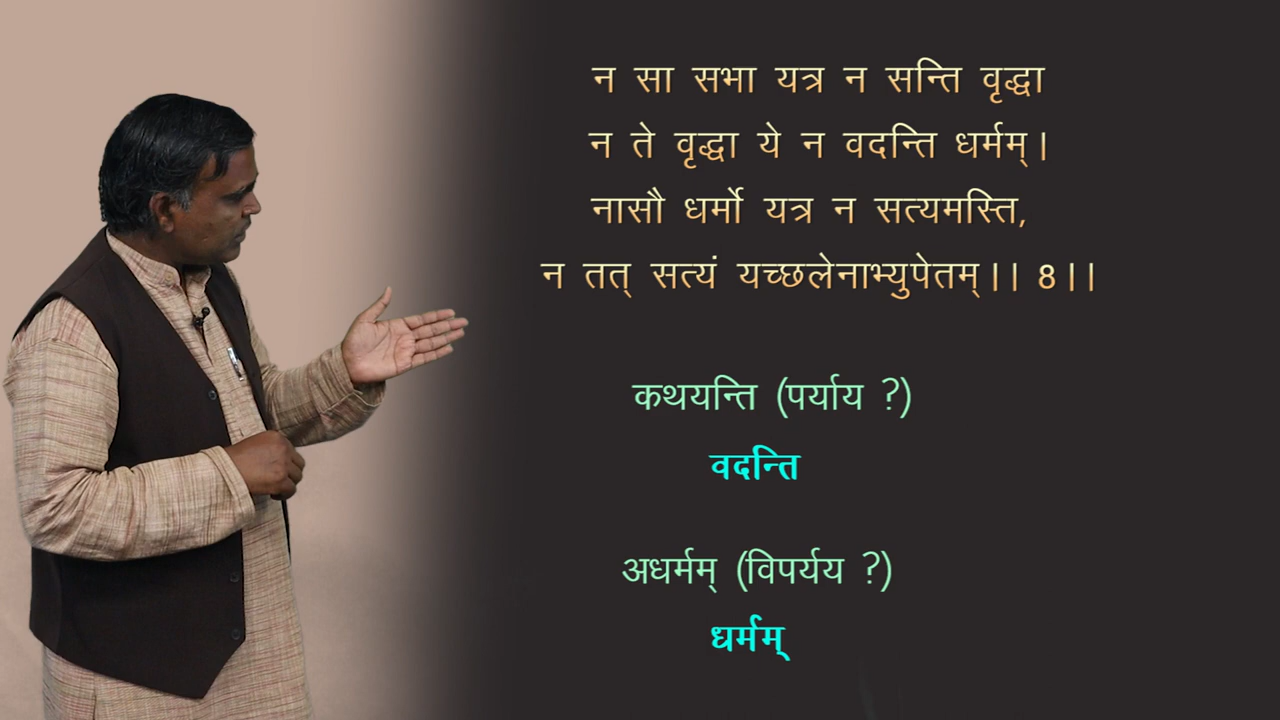 न सा सभा यत्र न सन्ति वृद्धा
न ते वृद्धा ये न वदन्ति धर्मम्।
नासौ धर्मो यत्र न सत्यमस्ति,
न तत् सत्यं यच्छलेनाभ्युपेतम्।। 8।।
कथयन्ति (पर्याय ?)
वदन्ति
अधर्मम् (विपर्यय ?)
धर्मम्